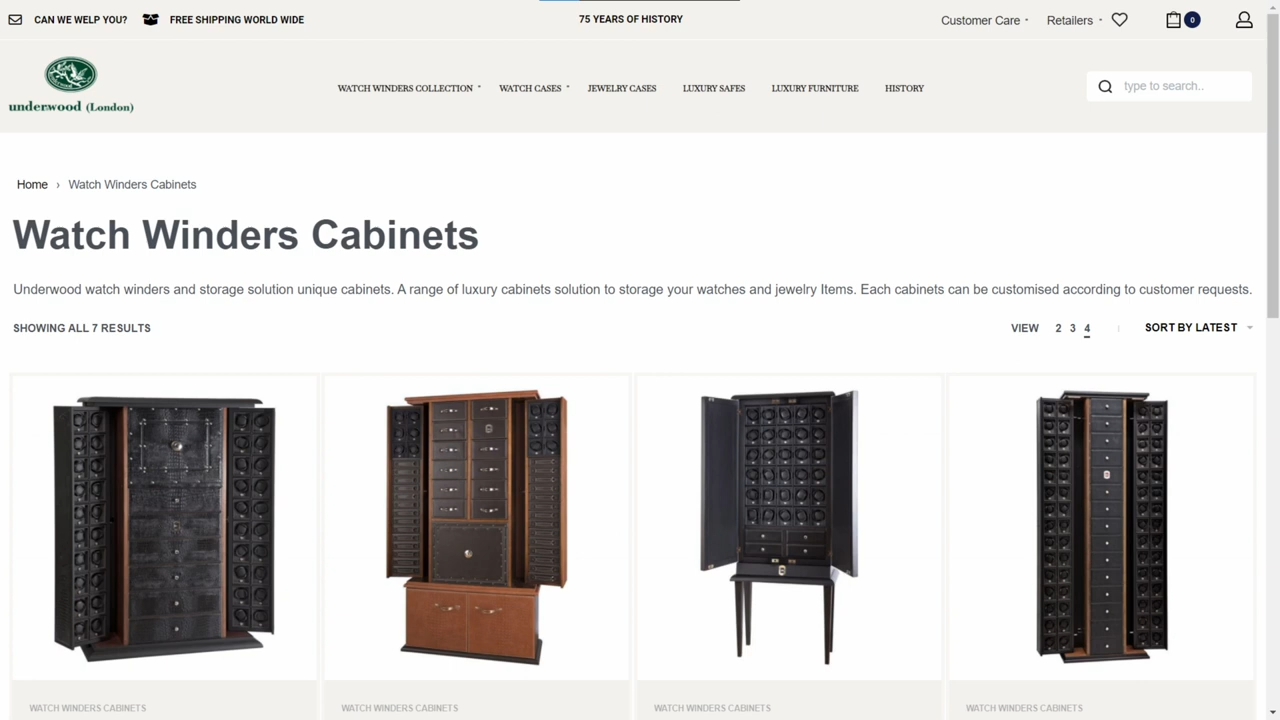 CAN WE WELP YOU?
FREE SHIPPING WORLD WIDE
75 YEARS OF HISTORY
Customer Care
Retailers
0
underwood (London)
WATCH WINDERS COLLECTION
WATCH CASES
JEWELRY CASES
LUXURY SAFES
LUXURY FURNITURE
HISTORY
type to search..
Home › Watch Winders Cabinets
Watch Winders Cabinets
Underwood watch winders and storage solution unique cabinets. A range of luxury cabinets solution to storage your watches and jewelry Items. Each cabinets can be customised according to customer requests.
SHOWING ALL 7 RESULTS
VIEW 2 3 4
SORT BY LATEST
WATCH WINDERS CABINETS
WATCH WINDERS CABINETS
WATCH WINDERS CABINETS
WATCH WINDERS CABINETS